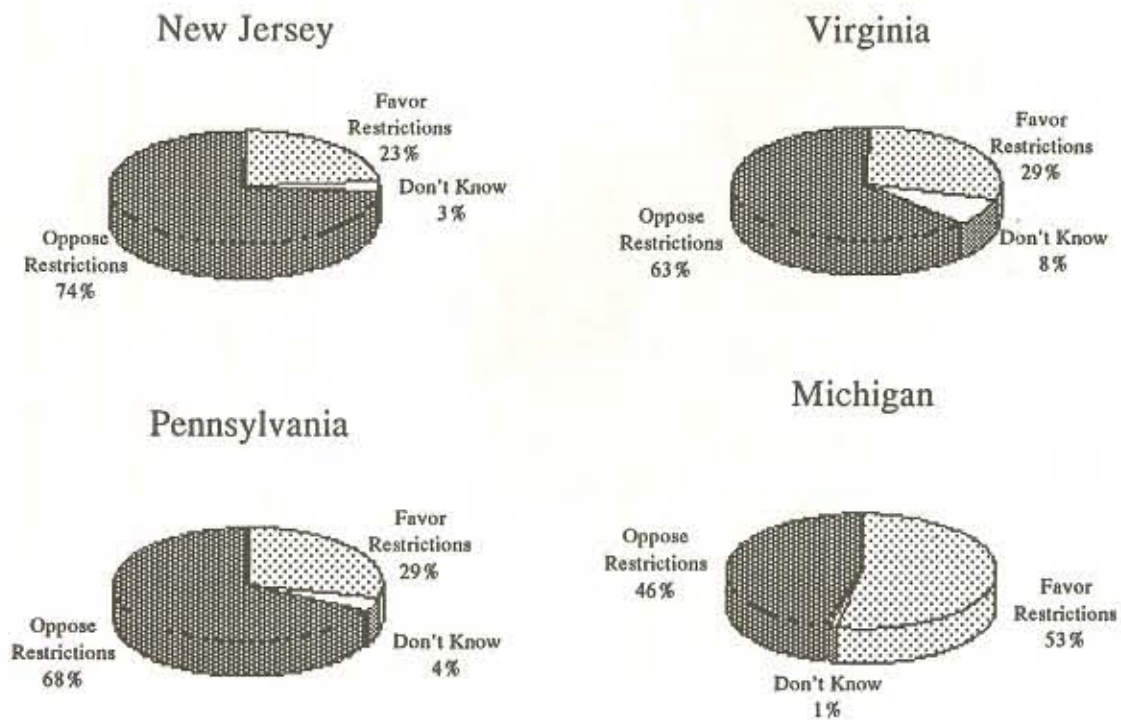 New Jersey
Favor
Restrictions
23%
Don't Know
3%
Oppose
Restrictions
74%
Virginia
Favor
Restrictions
29%
Don't Know
8%
Oppose
Restrictions
63%
Pennsylvania
Favor
Restrictions
29%
Don't Know
4%
Oppose
Restrictions
68%
Michigan
Oppose
Restrictions
46%
Favor
Restrictions
53%
Don't Know
1%